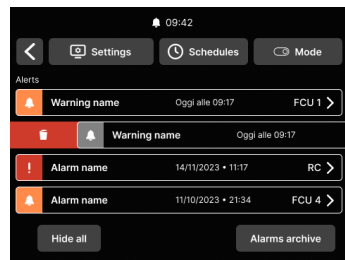 09:42
Settings Schedules Mode
Alerts
Warning name Oggi alle 09:17 FCU 1
Warning name Oggi alle 09:17
Alarm name 14/11/2023 • 11:17 RC
Alarm name 11/10/2023 • 21:34 FCU 4
Hide all Alarms archive